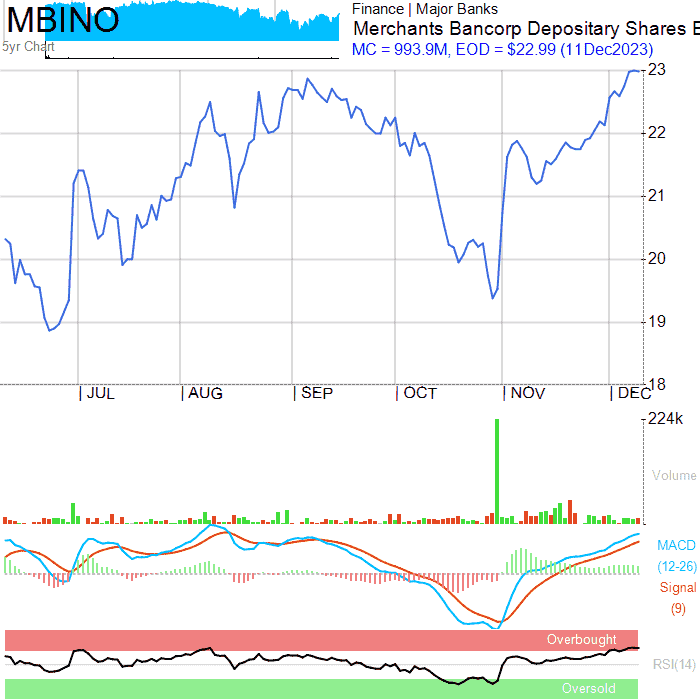 MBINO
5yr Chart
Finance | Major Banks
Merchants Bancorp Depositary Shares E
MC = 993.9M, EOD = $22.99 (11Dec2023)
23
22
21
20
19
18
| JUL | AUG | SEP | OCT | NOV | DEC
224k
Volume
MACD
(12-26)
Signal
(9)
Overbought
RSI(14)
Oversold